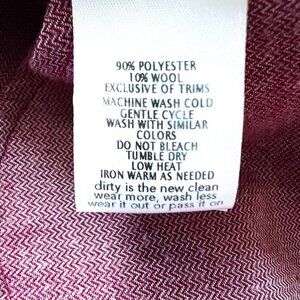 90% POLYESTER
10% WOOL
EXCLUSIVE OF TRIMS
MACHINE WASH COLD
GENTLE CYCLE
WASH WITH SIMILAR
COLORS
DO NOT BLEACH
TUMBLE DRY
LOW HEAT
IRON WARM AS NEEDED
dirty is the new clean
wear more, wash less
wear it out or pass it on